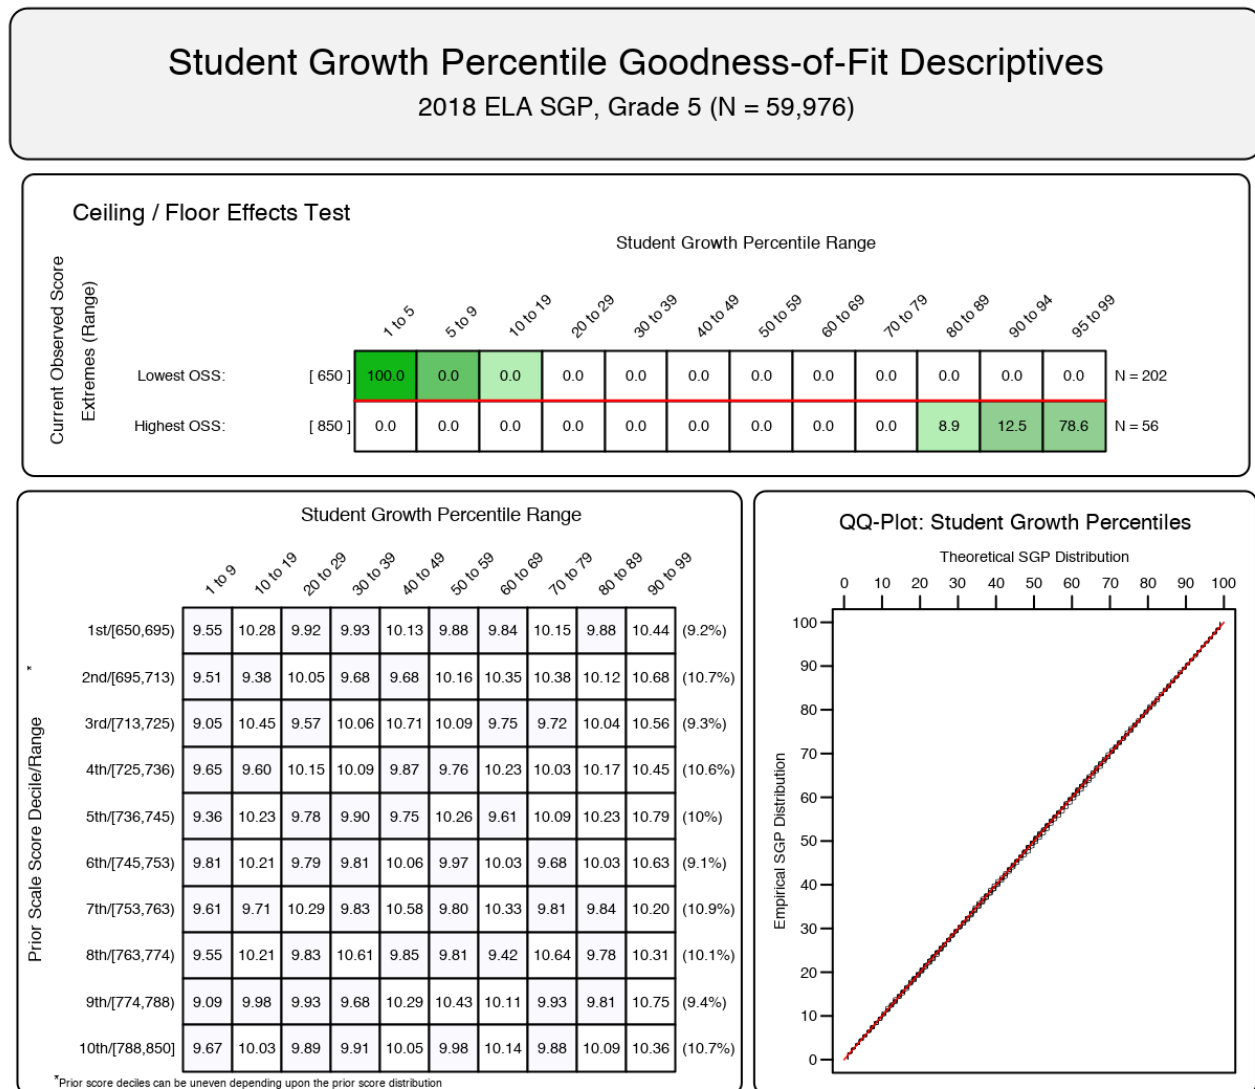 Student Growth Percentile Goodness-of-Fit Descriptives
2018 ELA SGP, Grade 5 (N = 59,976)
Ceiling / Floor Effects Test
Student Growth Percentile Range
Current Observed Score
Extremes (Range)
1 to 5 5 to 9 10 to 19 20 to 29 30 to 39 40 to 49 50 to 59 60 to 69 70 to 79 80 to 89 90 to 94 95 to 99
Lowest OSS: [ 650 ] 100.0 0.0 0.0 0.0 0.0 0.0 0.0 0.0 0.0 0.0 0.0 0.0 N = 202
Highest OSS: [ 850 ] 0.0 0.0 0.0 0.0 0.0 0.0 0.0 0.0 0.0 8.9 12.5 78.6 N = 56
Student Growth Percentile Range
1 to 9 10 to 19 20 to 29 30 to 39 40 to 49 50 to 59 60 to 69 70 to 79 80 to 89 90 to 99
Prior Scale Score Decile/Range *
1st/[650,695) 9.55 10.28 9.92 9.93 10.13 9.88 9.84 10.15 9.88 10.44 (9.2%)
2nd/[695,713) 9.51 9.38 10.05 9.68 9.68 10.16 10.35 10.38 10.12 10.68 (10.7%)
3rd/[713,725) 9.05 10.45 9.57 10.06 10.71 10.09 9.75 9.72 10.04 10.56 (9.3%)
4th/[725,736) 9.65 9.60 10.15 10.09 9.87 9.76 10.23 10.03 10.17 10.45 (10.6%)
5th/[736,745) 9.36 10.23 9.78 9.90 9.75 10.26 9.61 10.09 10.23 10.79 (10%)
6th/[745,753) 9.81 10.21 9.79 9.81 10.06 9.97 10.03 9.68 10.03 10.63 (9.1%)
7th/[753,763) 9.61 9.71 10.29 9.83 10.58 9.80 10.33 9.81 9.84 10.20 (10.9%)
8th/[763,774) 9.55 10.21 9.83 10.61 9.85 9.81 9.42 10.64 9.78 10.31 (10.1%)
9th/[774,788) 9.09 9.98 9.93 9.68 10.29 10.43 10.11 9.93 9.81 10.75 (9.4%)
10th/[788,850] 9.67 10.03 9.89 9.91 10.05 9.98 10.14 9.88 10.09 10.36 (10.7%)
*Prior score deciles can be uneven depending upon the prior score distribution
QQ-Plot: Student Growth Percentiles
Theoretical SGP Distribution
0 10 20 30 40 50 60 70 80 90 100
Empirical SGP Distribution
100
90
80
70
60
50
40
30
20
10
0